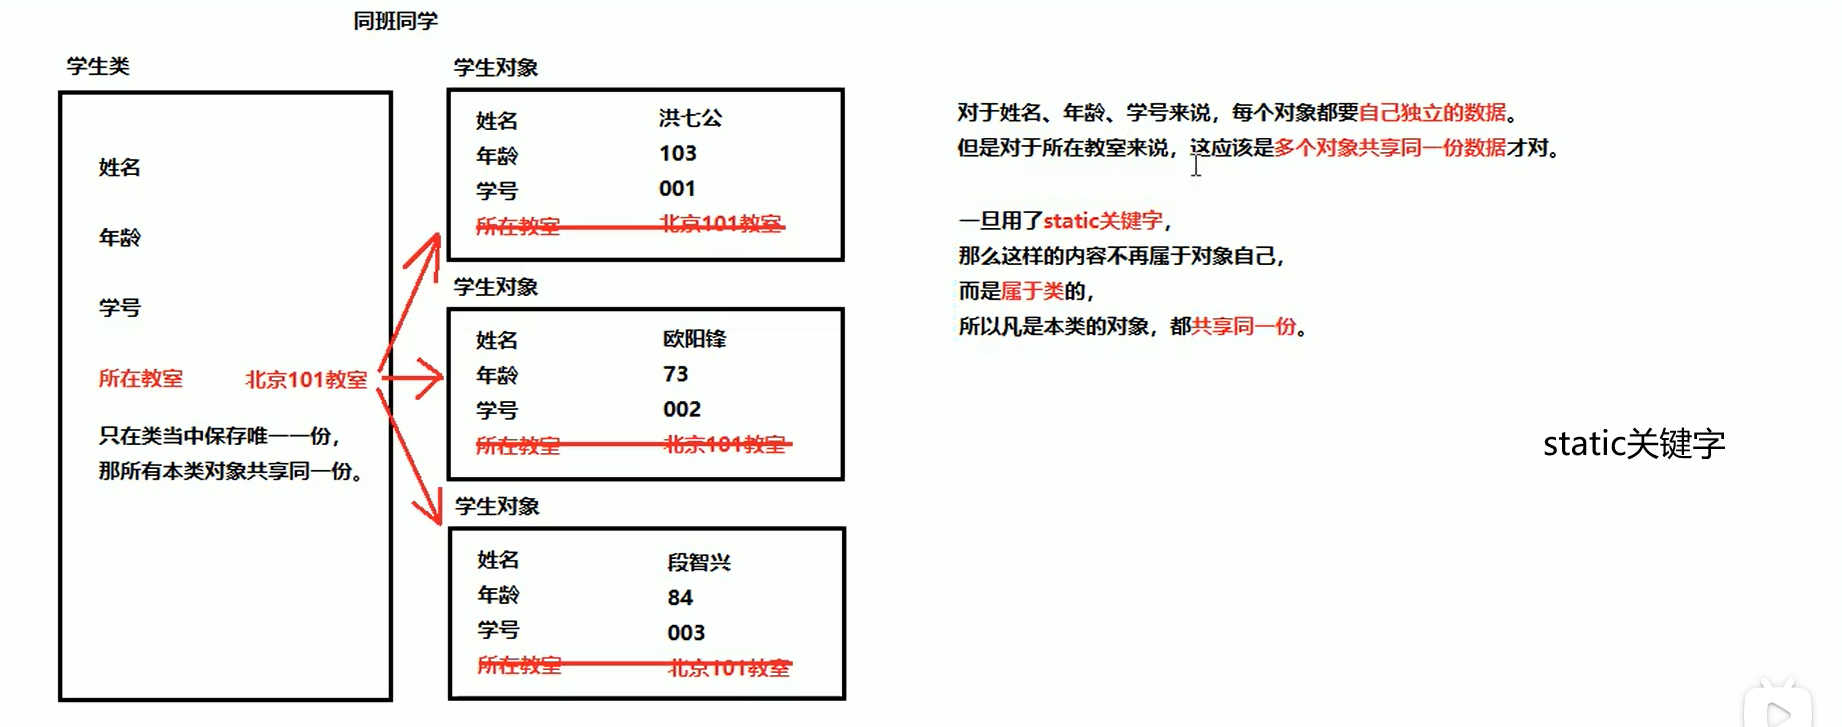 同班同学
学生类
姓名
年龄
学号
所在教室 北京101教室
只在类当中保存唯一一份，
那所有本类对象共享同一份。
学生对象
姓名 洪七公
年龄 103
学号 001
所在教室 北京101教室
学生对象
姓名 欧阳锋
年龄 73
学号 002
所在教室 北京101教室
学生对象
姓名 段智兴
年龄 84
学号 003
所在教室 北京101教室
对于姓名、年龄、学号来说，每个对象都要自己独立的数据。
但是对于所在教室来说，这应该是多个对象共享同一份数据才对。
一旦用了static关键字，
那么这样的内容不再属于对象自己，
而是属于类的，
所以凡是本类的对象，都共享同一份。
static关键字